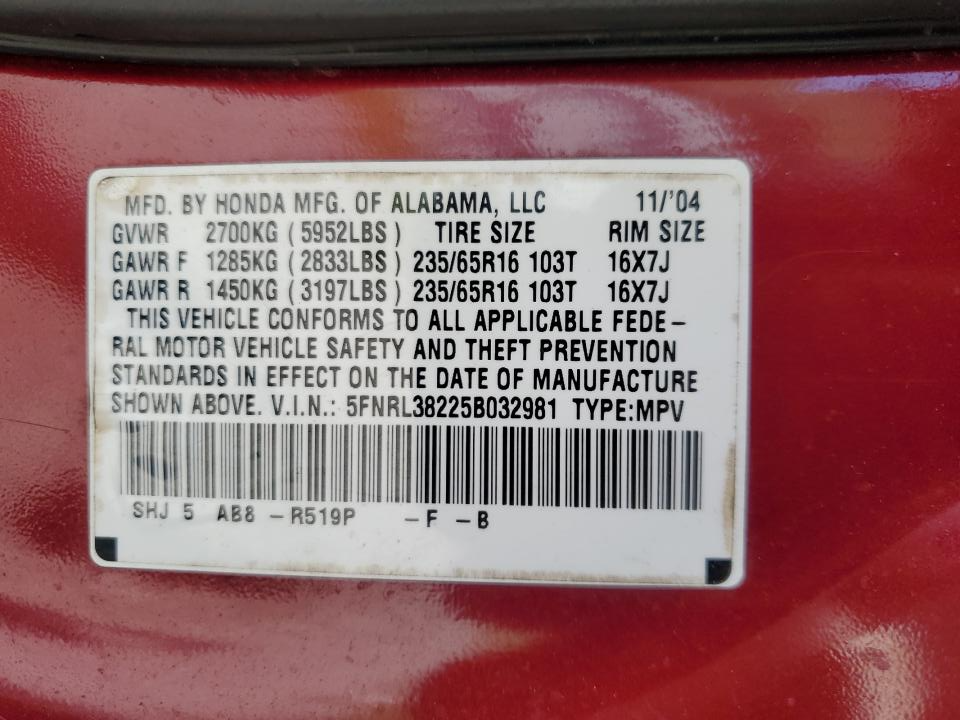 MFD. BY HONDA MFG. OF ALABAMA, LLC 11/'04
GVWR 2700KG (5952LBS) TIRE SIZE RIM SIZE
GAWR F 1285KG (2833LBS) 235/65R16 103T 16X7J
GAWR R 1450KG (3197LBS) 235/65R16 103T 16X7J
THIS VEHICLE CONFORMS TO ALL APPLICABLE FEDE-
RAL MOTOR VEHICLE SAFETY AND THEFT PREVENTION
STANDARDS IN EFFECT ON THE DATE OF MANUFACTURE
SHOWN ABOVE. V.I.N.: 5FNRL38225B032981 TYPE:MPV
SHJ 5 AB8 -R519P -F -B